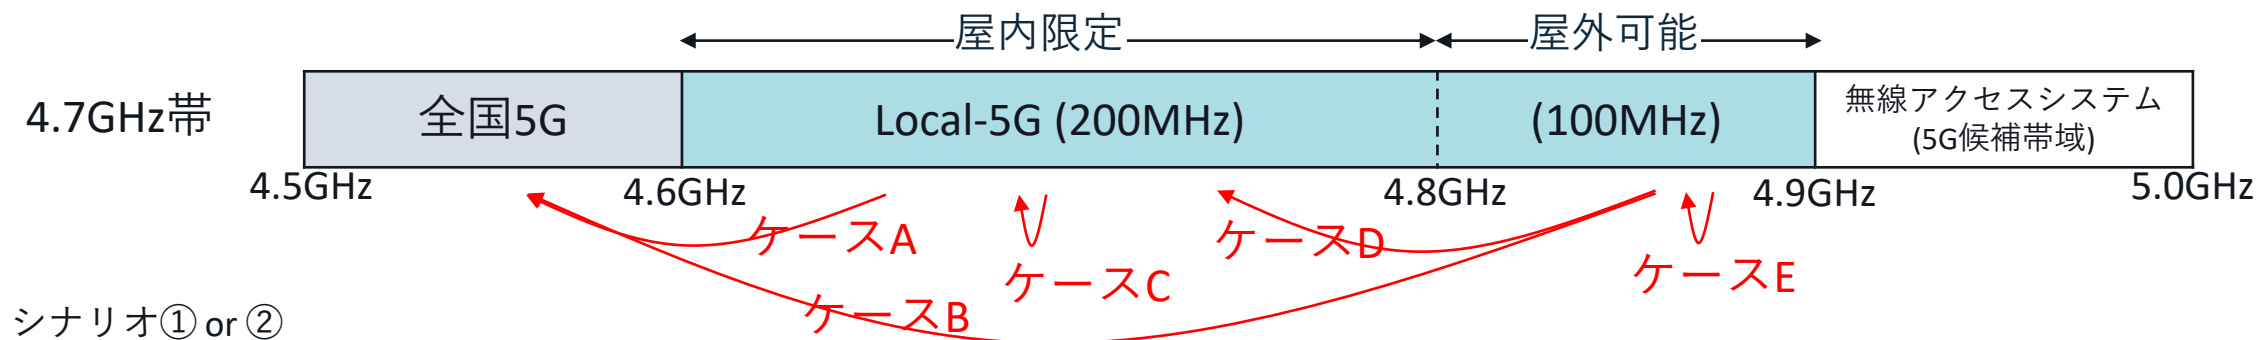 屋内限定
屋外可能
4.7GHz帯
全国5G
Local-5G (200MHz)
(100MHz)
無線アクセスシステム
(5G候補帯域)
4.5GHz
4.6GHz
4.8GHz
4.9GHz
5.0GHz
ケースA
ケースD
ケースC
ケースE
ケースB
シナリオ① or ②